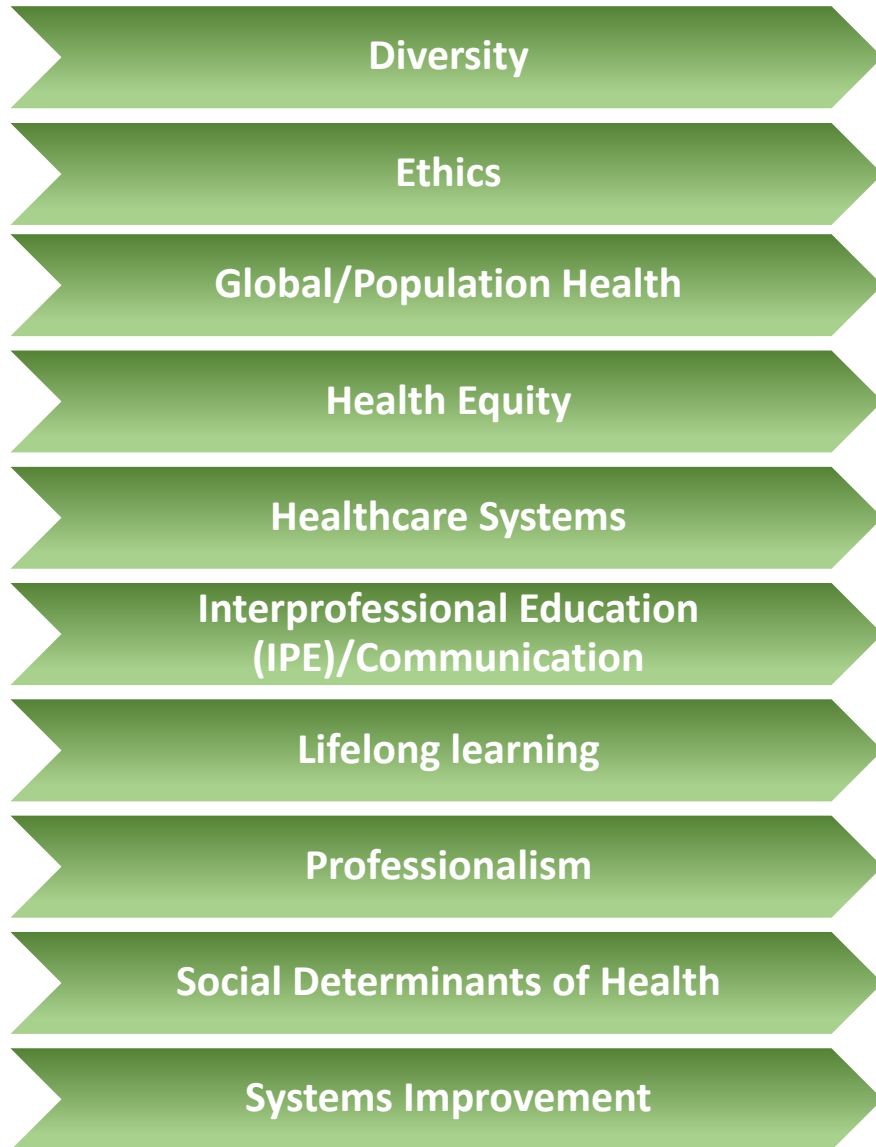 Diversity
Ethics
Global/Population Health
Health Equity
Healthcare Systems
Interprofessional Education
(IPE)/Communication
Lifelong learning
Professionalism
Social Determinants of Health
Systems Improvement